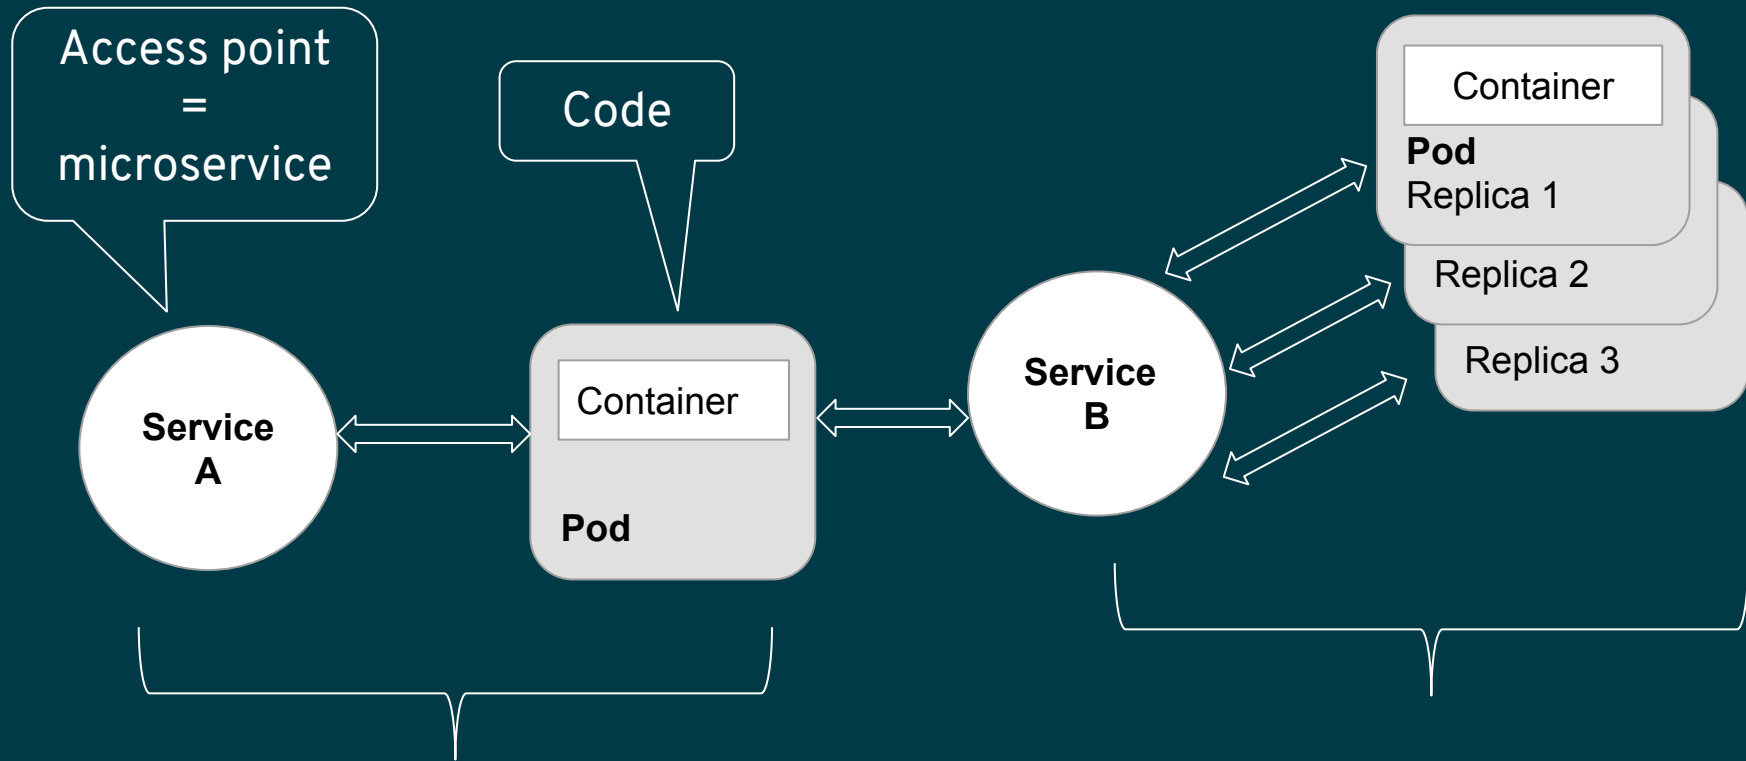 Access point
=
microservice
Code
Service
A
Container
Pod
Service
B
Container
Pod
Replica 1
Replica 2
Replica 3